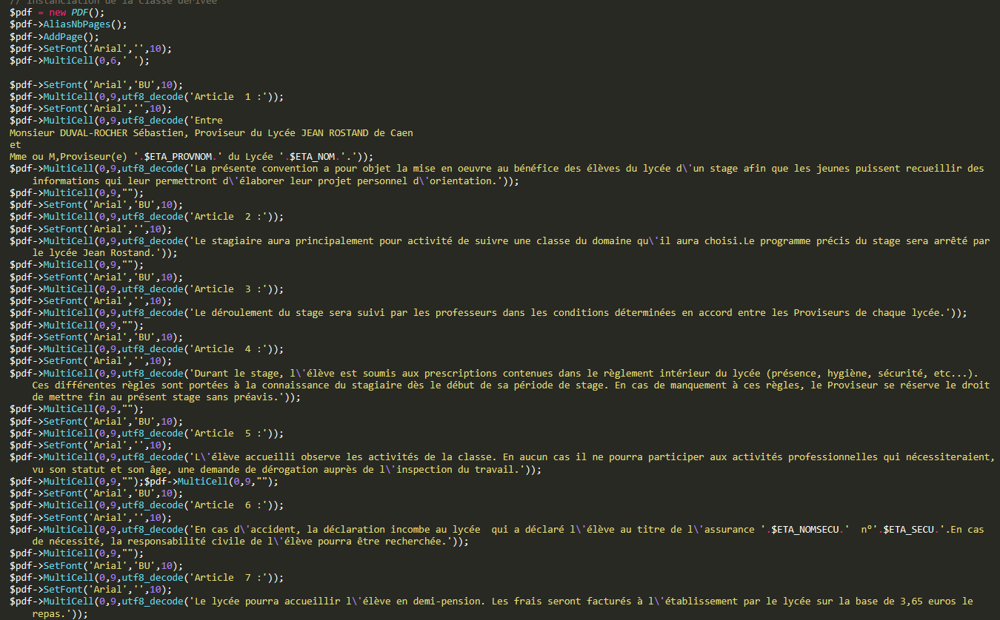 // Instanciation de la classe dérivée
$pdf = new PDF();
$pdf->AliasNbPages();
$pdf->AddPage();
$pdf->SetFont('Arial','',10);
$pdf->MultiCell(0,6,' ');
$pdf->SetFont('Arial','BU',10);
$pdf->MultiCell(0,9,utf8_decode('Article  1 :'));
$pdf->SetFont('Arial','',10);
$pdf->MultiCell(0,9,utf8_decode('Entre
Monsieur DUVAL-ROCHER Sébastien, Proviseur du Lycée JEAN ROSTAND de Caen
et
Mme ou M,Proviseur(e) '.$ETA_PROVNOM.' du Lycée '.$ETA_NOM.'.'));
$pdf->MultiCell(0,9,utf8_decode('La présente convention a pour objet la mise en oeuvre au bénéfice des élèves du lycée d\'un stage afin que les jeunes puissent recueillir des
informations qui leur permettront d\'élaborer leur projet personnel d\'orientation.'));
$pdf->MultiCell(0,9,"");
$pdf->SetFont('Arial','BU',10);
$pdf->MultiCell(0,9,utf8_decode('Article  2 :'));
$pdf->SetFont('Arial','',10);
$pdf->MultiCell(0,9,utf8_decode('Le stagiaire aura principalement pour activité de suivre une classe du domaine qu\'il aura choisi.Le programme précis du stage sera arrêté par
le lycée Jean Rostand.'));
$pdf->MultiCell(0,9,"");
$pdf->SetFont('Arial','BU',10);
$pdf->MultiCell(0,9,utf8_decode('Article  3 :'));
$pdf->SetFont('Arial','',10);
$pdf->MultiCell(0,9,utf8_decode('Le déroulement du stage sera suivi par les professeurs dans les conditions déterminées en accord entre les Proviseurs de chaque lycée.'));
$pdf->MultiCell(0,9,"");
$pdf->SetFont('Arial','BU',10);
$pdf->MultiCell(0,9,utf8_decode('Article  4 :'));
$pdf->SetFont('Arial','',10);
$pdf->MultiCell(0,9,utf8_decode('Durant le stage, l\'élève est soumis aux prescriptions contenues dans le règlement intérieur du lycée (présence, hygiène, sécurité, etc...).
Ces différentes règles sont portées à la connaissance du stagiaire dès le début de sa période de stage. En cas de manquement à ces règles, le Proviseur se réserve le droit
de mettre fin au présent stage sans préavis.'));
$pdf->MultiCell(0,9,"");
$pdf->SetFont('Arial','BU',10);
$pdf->MultiCell(0,9,utf8_decode('Article  5 :'));
$pdf->SetFont('Arial','',10);
$pdf->MultiCell(0,9,utf8_decode('L\'élève accueilli observe les activités de la classe. En aucun cas il ne pourra participer aux activités professionnelles qui nécessiteraient,
vu son statut et son âge, une demande de dérogation auprès de l\'inspection du travail.'));
$pdf->MultiCell(0,9,"");$pdf->MultiCell(0,9,"");
$pdf->SetFont('Arial','BU',10);
$pdf->MultiCell(0,9,utf8_decode('Article  6 :'));
$pdf->SetFont('Arial','',10);
$pdf->MultiCell(0,9,utf8_decode('En cas d\'accident, la déclaration incombe au lycée  qui a déclaré l\'élève au titre de l\'assurance '.$ETA_NOMSECU.'  n°'.$ETA_SECU.'.En cas
de nécessité, la responsabilité civile de l\'élève pourra être recherchée.'));
$pdf->MultiCell(0,9,"");
$pdf->SetFont('Arial','BU',10);
$pdf->MultiCell(0,9,utf8_decode('Article  7 :'));
$pdf->SetFont('Arial','',10);
$pdf->MultiCell(0,9,utf8_decode('Le lycée pourra accueillir l\'élève en demi-pension. Les frais seront facturés à l\'établissement par le lycée sur la base de 3,65 euros le
repas.'));